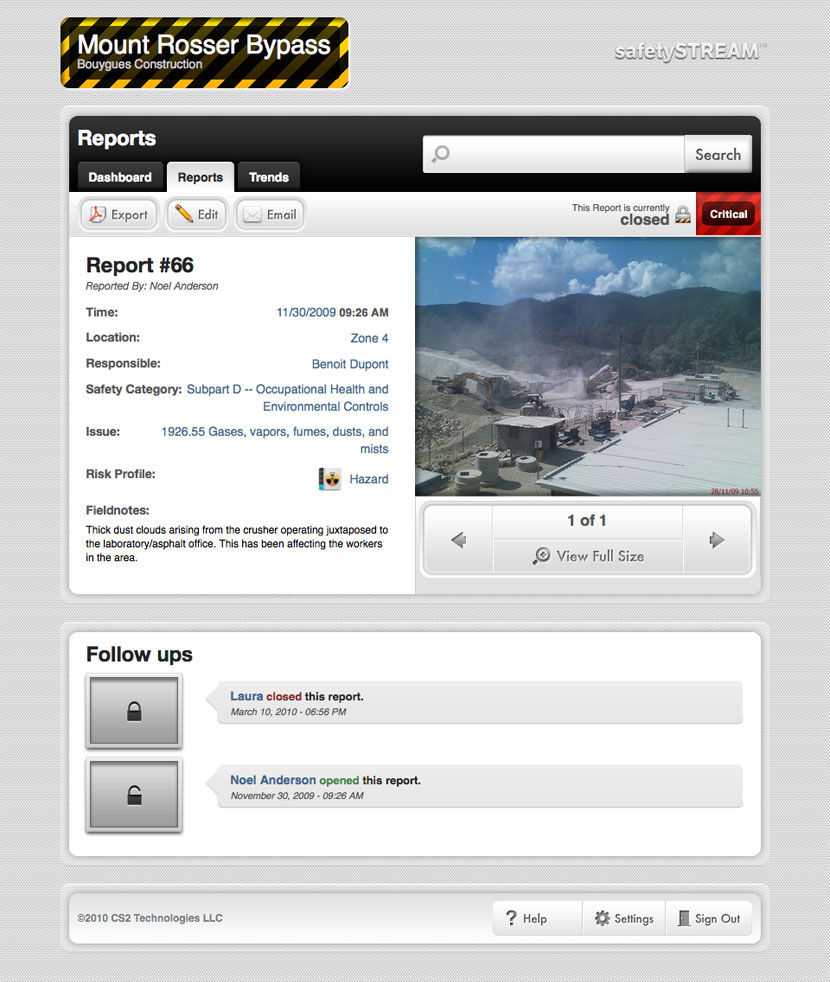 Mount Rosser Bypass
Bouygues Construction
safetySTREAM™
Reports
Search
Dashboard
Reports
Trends
Export
Edit
Email
This Report is currently
closed
Critical
Report #66
Reported By: Noel Anderson
Time: 11/30/2009 09:26 AM
Location: Zone 4
Responsible: Benoit Dupont
Safety Category: Subpart D -- Occupational Health and
Environmental Controls
Issue: 1926.55 Gases, vapors, fumes, dusts, and
mists
Risk Profile: Hazard
Fieldnotes:
Thick dust clouds arising from the crusher operating juxtaposed to
the laboratory/asphalt office. This has been affecting the workers
in the area.
28/11/09 10:55
1 of 1
View Full Size
Follow ups
Laura closed this report.
March 10, 2010 - 06:56 PM
Noel Anderson opened this report.
November 30, 2009 - 09:26 AM
©2010 CS2 Technologies LLC
? Help
Settings
Sign Out